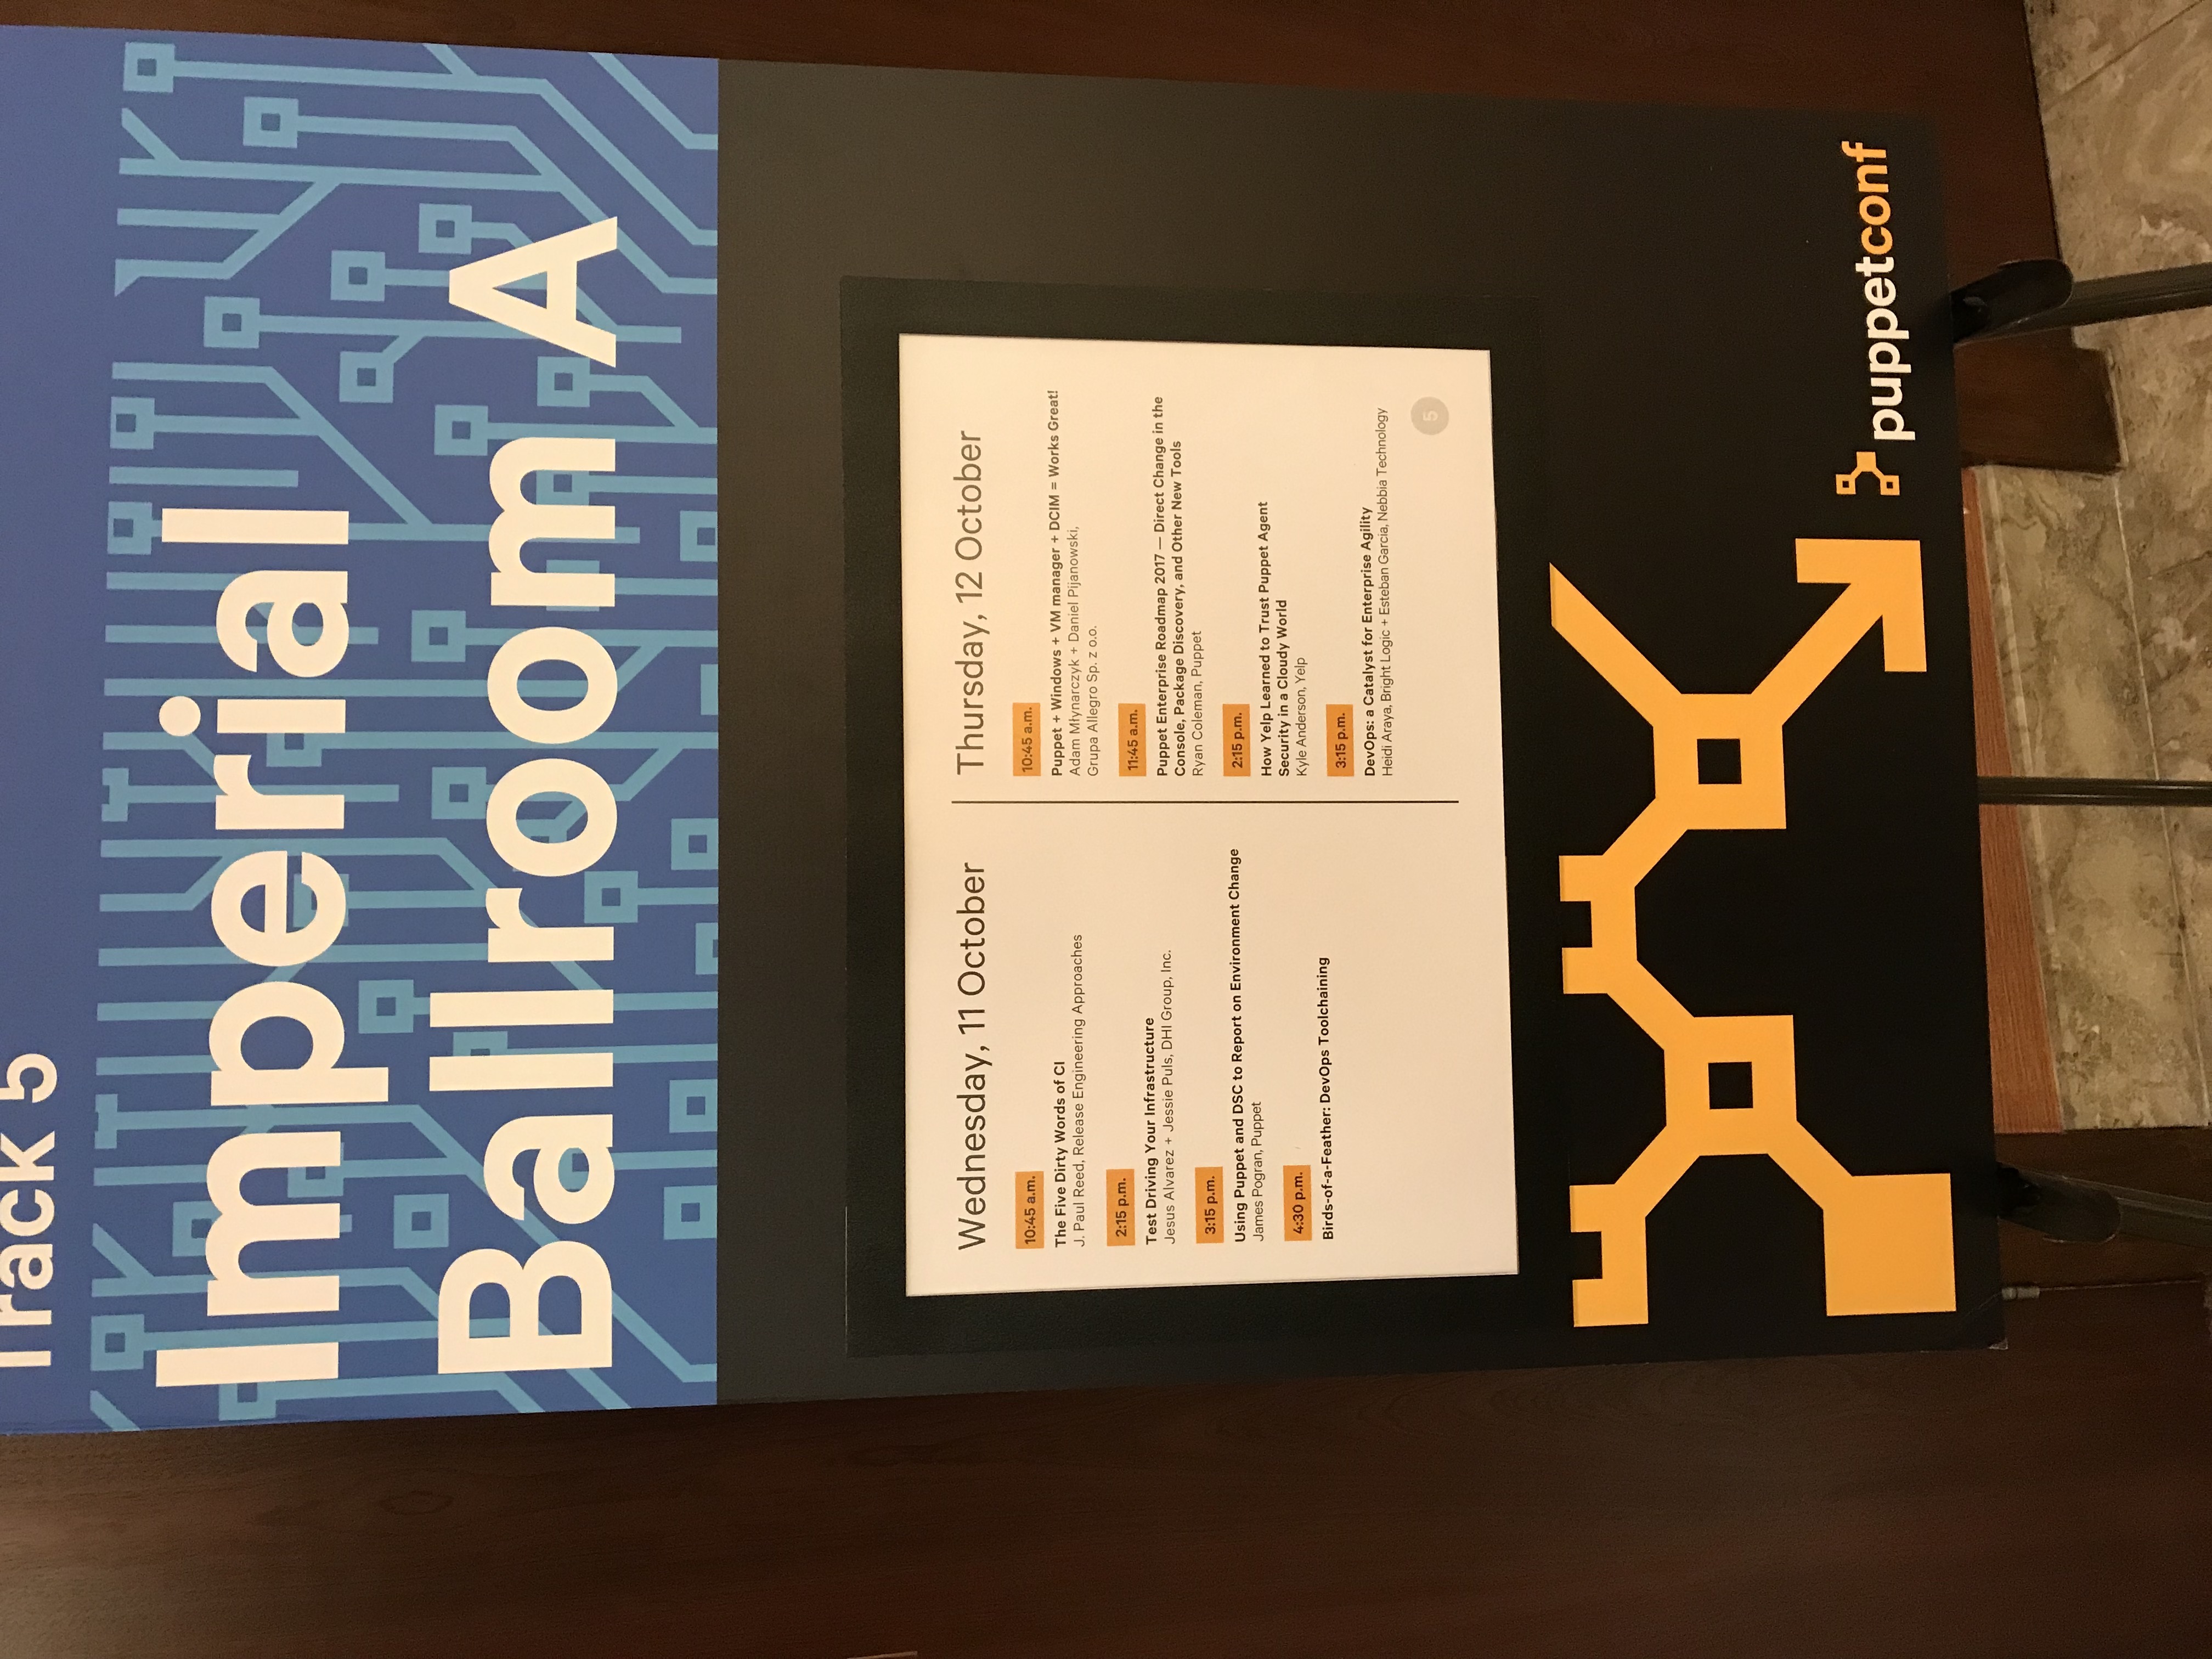 Track 5
Imperial
Ballroom A
Wednesday, 11 October
10:45 a.m.
The Five Dirty Words of CI
J. Paul Reed, Release Engineering Approaches
2:15 p.m.
Test Driving Your Infrastructure
Jesus Alvarez + Jessie Puls, DHI Group, Inc.
3:15 p.m.
Using Puppet and DSC to Report on Environment Change
James Pogran, Puppet
4:30 p.m.
Birds-of-a-Feather: DevOps Toolchaining
Thursday, 12 October
10:45 a.m.
Puppet + Windows + VM manager + DCIM = Works Great!
Adam Młynarczyk + Daniel Pijanowski,
Grupa Allegro Sp. z o.o.
11:45 a.m.
Puppet Enterprise Roadmap 2017 — Direct Change in the
Console, Package Discovery, and Other New Tools
Ryan Coleman, Puppet
2:15 p.m.
How Yelp Learned to Trust Puppet Agent
Security in a Cloudy World
Kyle Anderson, Yelp
3:15 p.m.
DevOps: a Catalyst for Enterprise Agility
Heidi Araya, Bright Logic + Esteban Garcia, Nebbia Technology
5
puppetconf